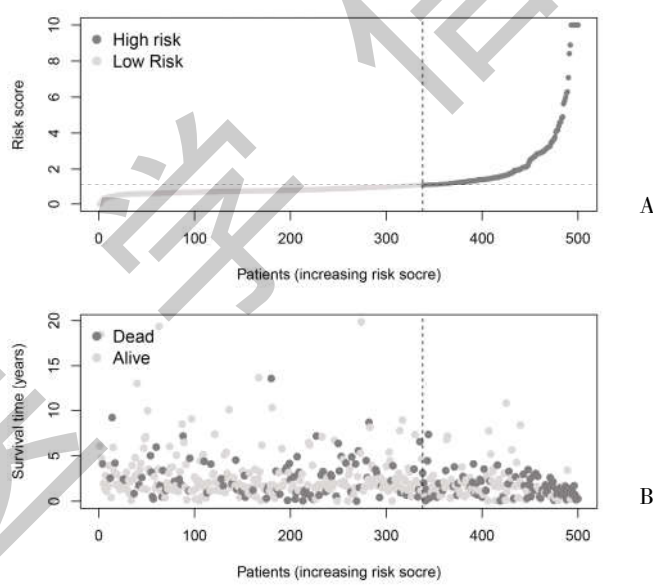 A
Risk score
10
8
6
4
2
0
High risk
Low Risk
0 100 200 300 400 500
Patients (increasing risk socre)
B
Survival time (years)
20
15
10
5
0
Dead
Alive
0 100 200 300 400 500
Patients (increasing risk socre)
学